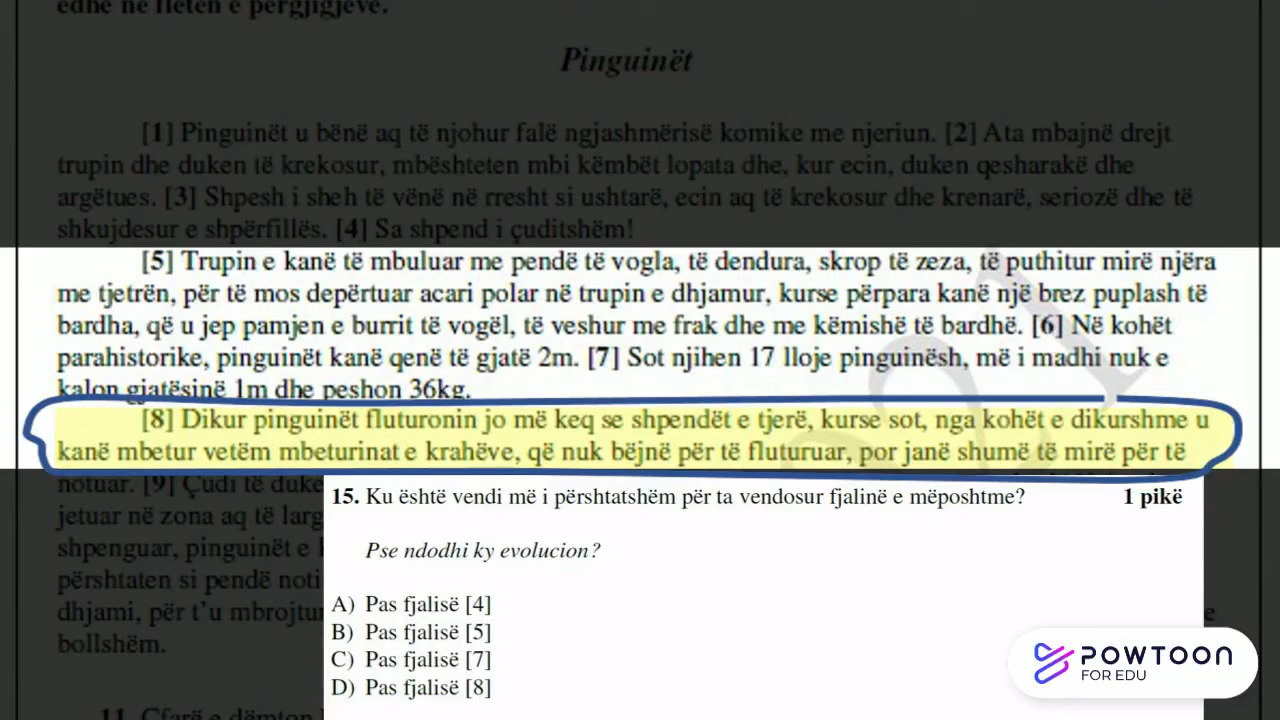 edhe në fletën e përgjigjeve.
Pinguinët
[1] Pinguinët u bënë aq të njohur falë ngjashmërisë komike me njeriun. [2] Ata mbajnë drejt
trupin dhe duken të krekosur, mbështeten mbi këmbët lopata dhe, kur ecin, duken qesharakë dhe
argëtues. [3] Shpesh i sheh të vënë në rresht si ushtarë, ecin aq të krekosur dhe krenarë, seriozë dhe të
shkujdesur e shpërfillës. [4] Sa shpend i çuditshëm!
[5] Trupin e kanë të mbuluar me pendë të vogla, të dendura, skrop të zeza, të puthitur mirë njëra
me tjetrën, për të mos depërtuar acari polar në trupin e dhjamur, kurse përpara kanë një brez puplash të
bardha, që u jep pamjen e burrit të vogël, të veshur me frak dhe me këmishë të bardhë. [6] Në kohët
parahistorike, pinguinët kanë qenë të gjatë 2m. [7] Sot njihen 17 lloje pinguinësh, më i madhi nuk e
kalon gjatësinë 1m dhe peshon 36kg.
[8] Dikur pinguinët fluturonin jo më keq se shpendët e tjerë, kurse sot, nga kohët e dikurshme u
kanë mbetur vetëm mbeturinat e krahëve, që nuk bëjnë për të fluturuar, por janë shumë të mirë për të
notuar. [9] Çudi të duke
jetuar në zona aq të larg
shpenguar, pinguinët e
përshtaten si pendë noti
dhjami, për t’u mbrojtur
bollshëm.
15. Ku është vendi më i përshtatshëm për ta vendosur fjalinë e mëposhtme? 1 pikë
Pse ndodhi ky evolucion?
A) Pas fjalisë [4]
B) Pas fjalisë [5]
C) Pas fjalisë [7]
D) Pas fjalisë [8]
11. Çfarë e dëmton
POWTOON
FOR EDU